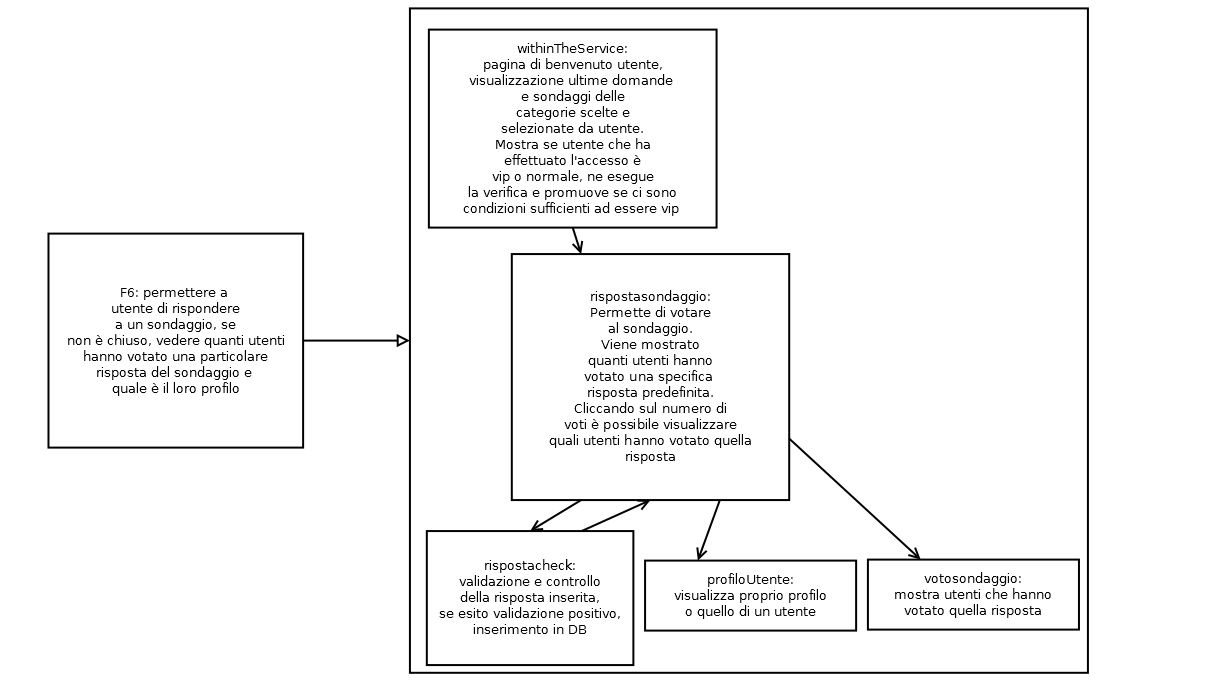 withinTheService:
pagina di benvenuto utente,
visualizzazione ultime domande
e sondaggi delle
categorie scelte e
selezionate da utente.
Mostra se utente che ha
effettuato l'accesso è
vip o normale, ne esegue
la verifica e promuove se ci sono
condizioni sufficienti ad essere vip
F6: permettere a
utente di rispondere
a un sondaggio, se
non è chiuso, vedere quanti utenti
hanno votato una particolare
risposta del sondaggio e
quale è il loro profilo
rispostasondaggio:
Permette di votare
al sondaggio.
Viene mostrato
quanti utenti hanno
votato una specifica
risposta predefinita.
Cliccando sul numero di
voti è possibile visualizzare
quali utenti hanno votato quella
risposta
rispostacheck:
validazione e controllo
della risposta inserita,
se esito validazione positivo,
inserimento in DB
profiloUtente:
visualizza proprio profilo
o quello di un utente
votosondaggio:
mostra utenti che hanno
votato quella risposta